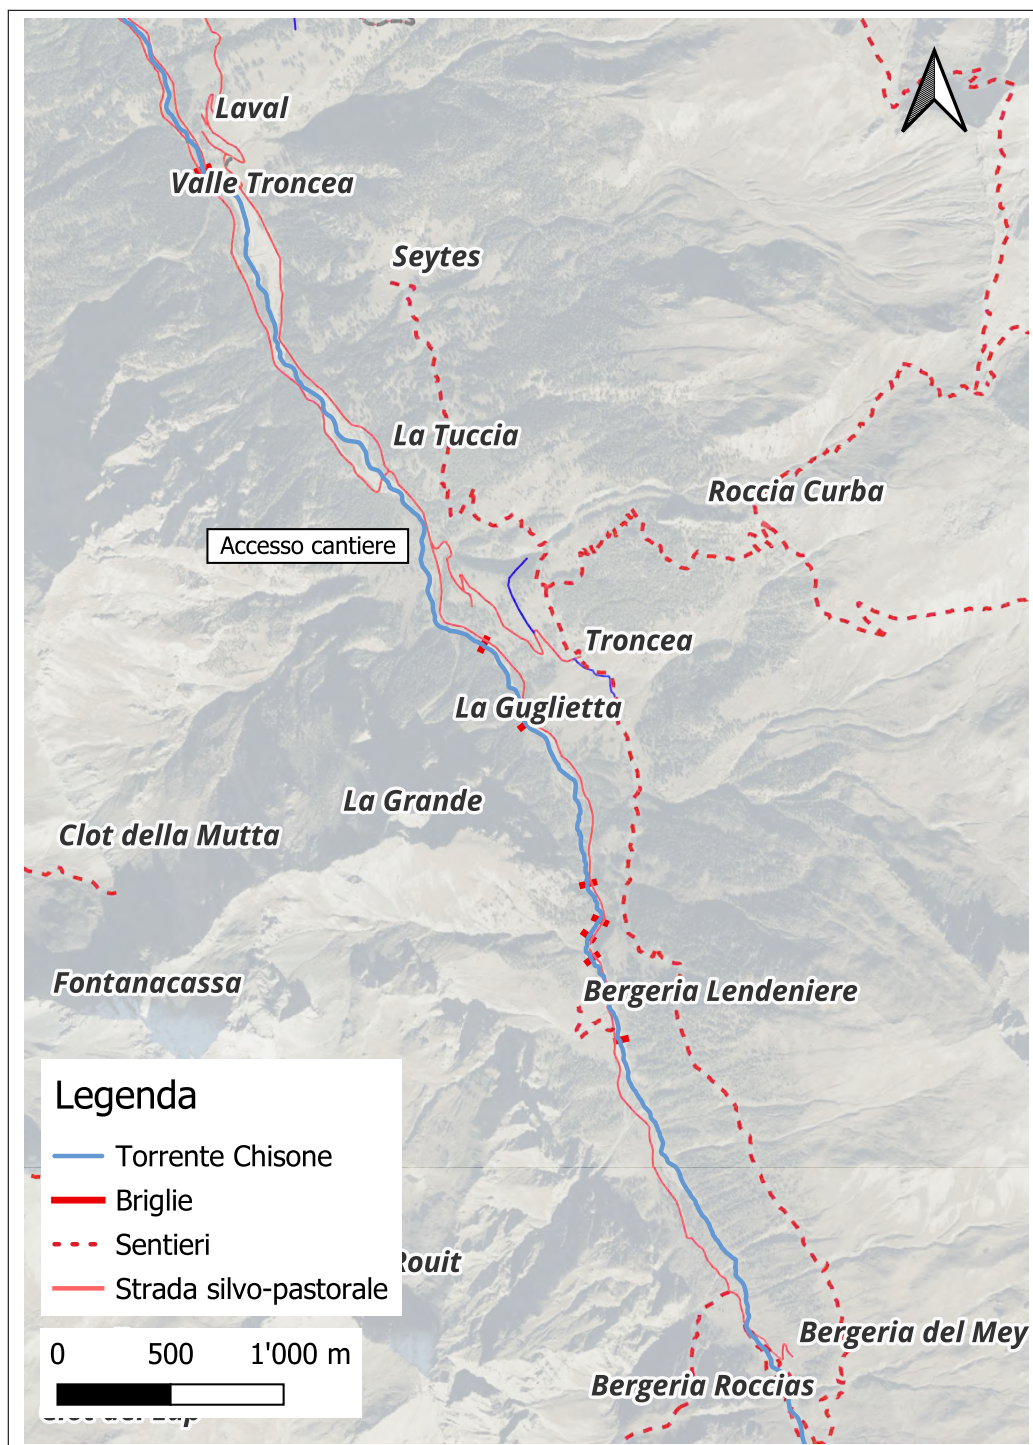 Laval
Valle Troncea
Seytes
La Tuccia
Roccia Curba
Accesso cantiere
Troncea
La Guglietta
La Grande
Clot della Mutta
Fontanacassa
Bergeria Lendeniere
Legenda
Torrente Chisone
Briglie
Sentieri
Strada silvo-pastorale
Rouit
Bergeria del Mey
0 500 1'000 m
Bergeria Roccias